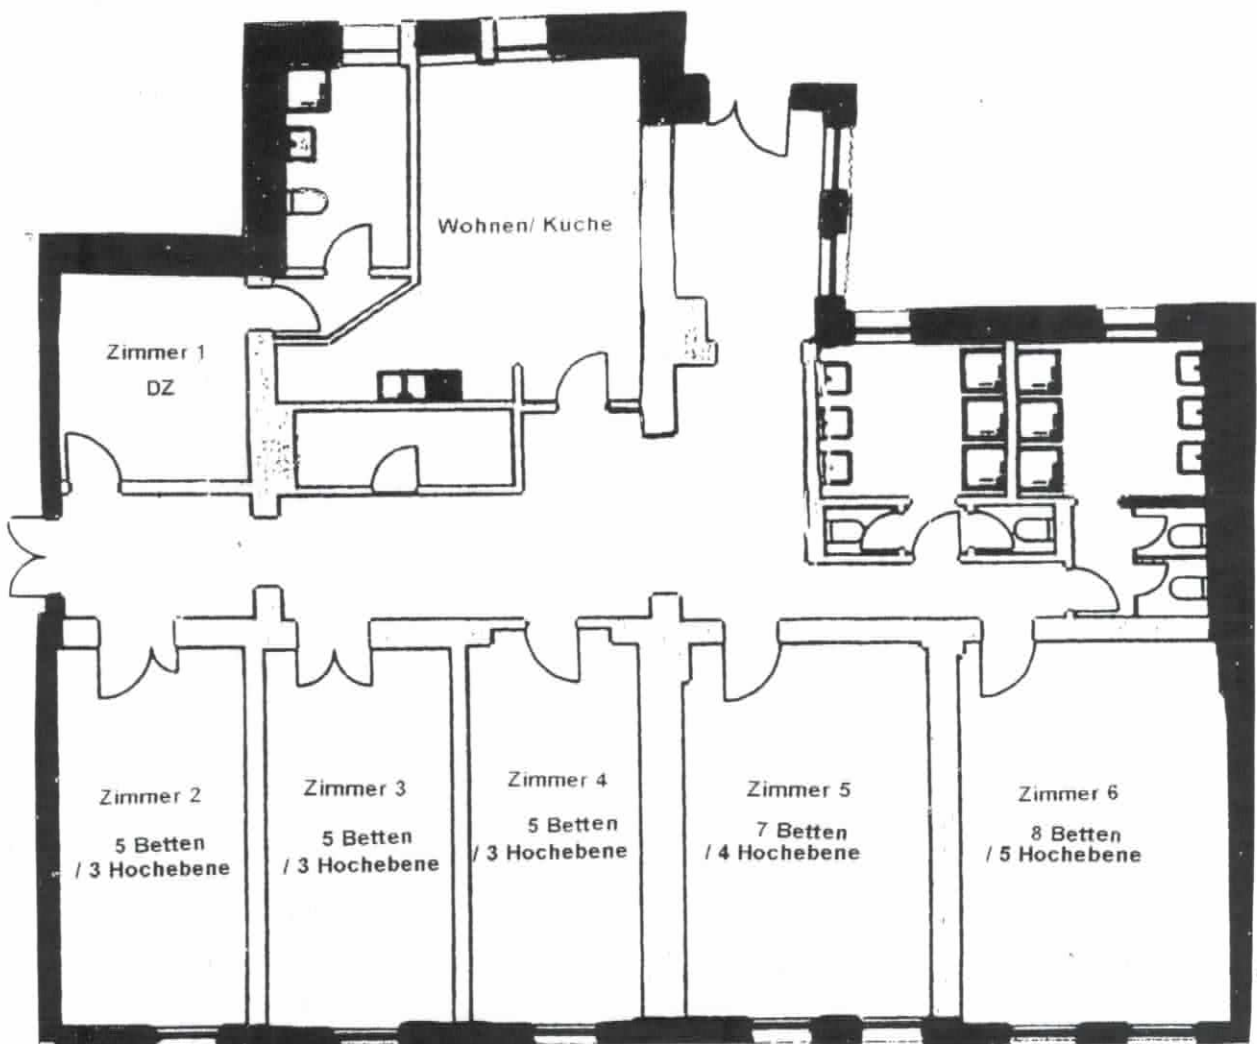 Wohnen/ Küche
Zimmer 1
DZ
Zimmer 2
5 Betten
/ 3 Hochebene
Zimmer 3
5 Betten
/ 3 Hochebene
Zimmer 4
5 Betten
/ 3 Hochebene
Zimmer 5
7 Betten
/ 4 Hochebene
Zimmer 6
8 Betten
/ 5 Hochebene